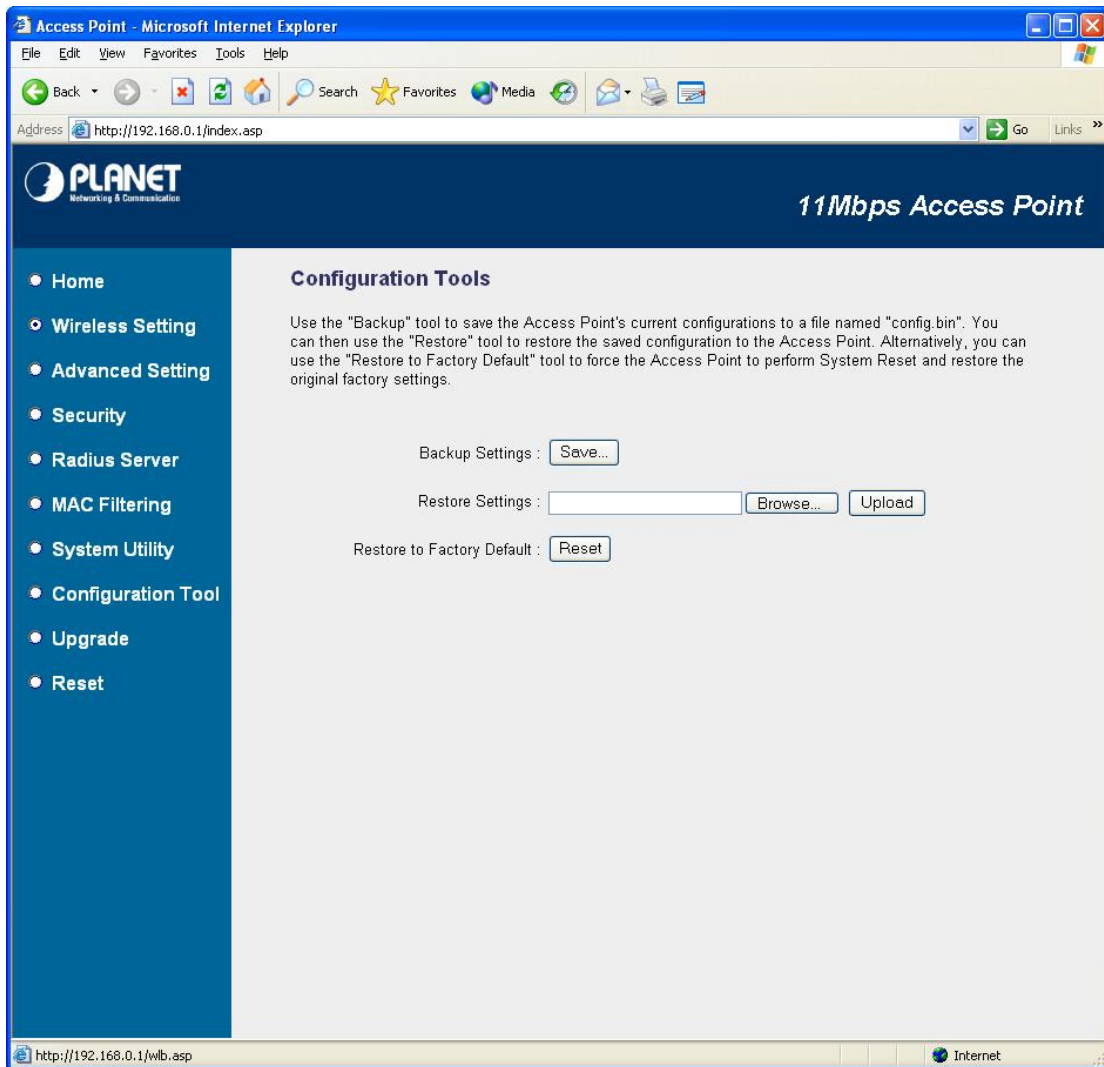 Access Point - Microsoft Internet Explorer
File Edit View Favorites Tools Help
Back Search Favorites Media
Address http://192.168.0.1/index.asp Go Links »
PLANET
Networking & Communication
11Mbps Access Point
Home
Wireless Setting
Advanced Setting
Security
Radius Server
MAC Filtering
System Utility
Configuration Tool
Upgrade
Reset
Configuration Tools
Use the "Backup" tool to save the Access Point's current configurations to a file named "config.bin". You
can then use the "Restore" tool to restore the saved configuration to the Access Point. Alternatively, you can
use the "Restore to Factory Default" tool to force the Access Point to perform System Reset and restore the
original factory settings.
Backup Settings : Save...
Restore Settings : Browse... Upload
Restore to Factory Default : Reset
http://192.168.0.1/wlb.asp Internet